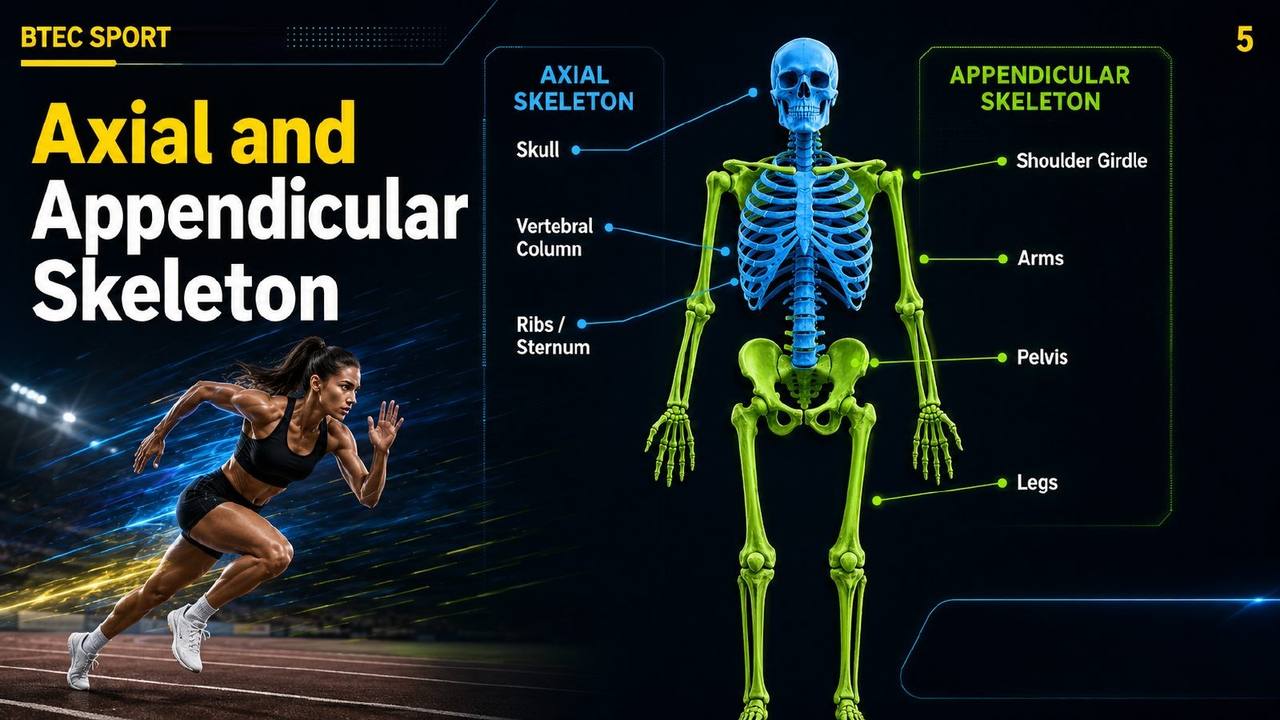 BTEC SPORT
5
Axial and
Appendicular
Skeleton
AXIAL
SKELETON
Skull
Vertebral
Column
Ribs /
Sternum
APPENDICULAR
SKELETON
Shoulder Girdle
Arms
Pelvis
Legs